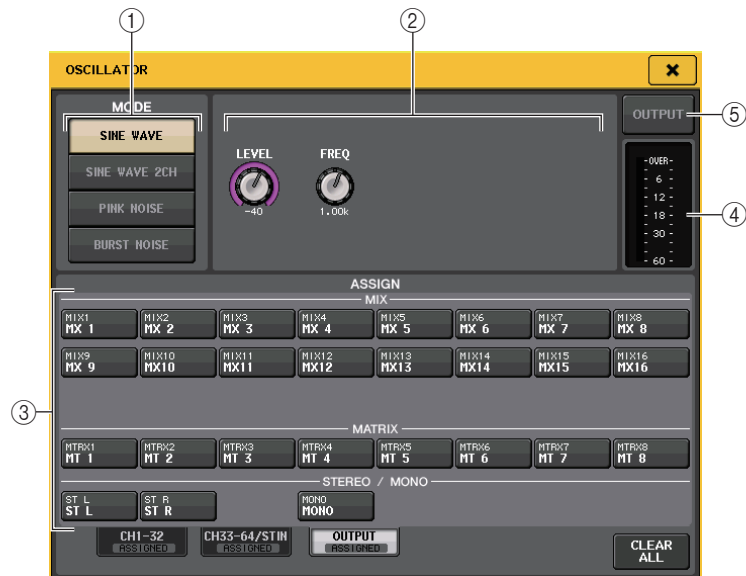 ① ②
OSCILLATOR
MODE
SINE WAVE
SINE WAVE 2CH
PINK NOISE
BURST NOISE
LEVEL FREQ
-40 1.00k
OUTPUT ⑤
-OVER-
- 6 -
- 12 -
- 18 - ④
- 30 -
- 60 -
③
ASSIGN
MIX
MIX1 MIX2 MIX3 MIX4 MIX5 MIX6 MIX7 MIX8
MX 1 MX 2 MX 3 MX 4 MX 5 MX 6 MX 7 MX 8
MIX9 MIX10 MIX11 MIX12 MIX13 MIX14 MIX15 MIX16
MX 9 MX10 MX11 MX12 MX13 MX14 MX15 MX16
MATRIX
MTRX1 MTRX2 MTRX3 MTRX4 MTRX5 MTRX6 MTRX7 MTRX8
MT 1 MT 2 MT 3 MT 4 MT 5 MT 6 MT 7 MT 8
STEREO / MONO
ST L ST R MONO
ST L ST R MONO
CH1-32 CH33-64/STIN OUTPUT
ASSIGNED ASSIGNED ASSIGNED
CLEAR
ALL